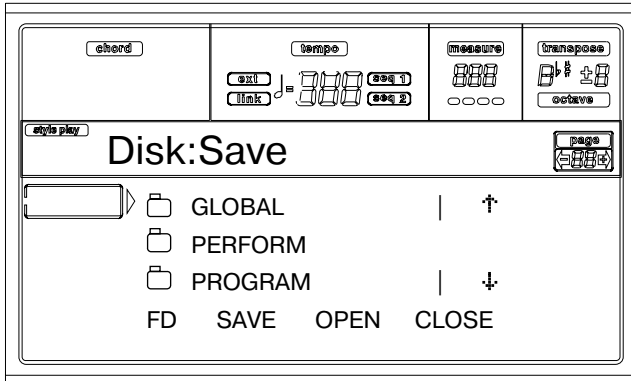 chord tempo measure transpose
ext seq 1
link seq 2
octave
style play
Disk:Save
page
GLOBAL
PERFORM
PROGRAM
FD SAVE OPEN CLOSE